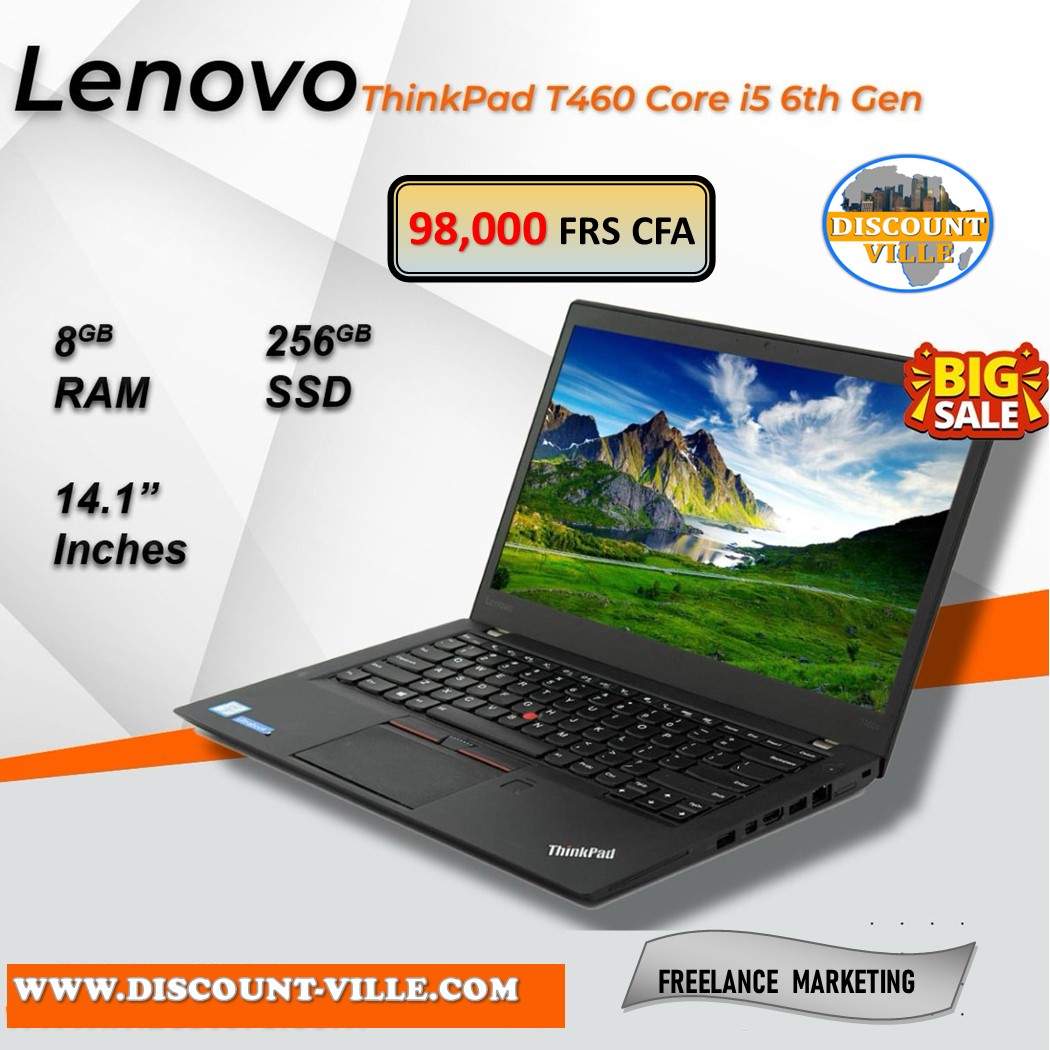 Lenovo ThinkPad T460 Core i5 6th Gen
98,000 FRS CFA
DISCOUNT
VILLE
8GB
RAM
256GB
SSD
BIG
SALE
14.1”
Inches
Lenovo
ThinkPad
WWW.DISCOUNT-VILLE.COM
FREELANCE MARKETING